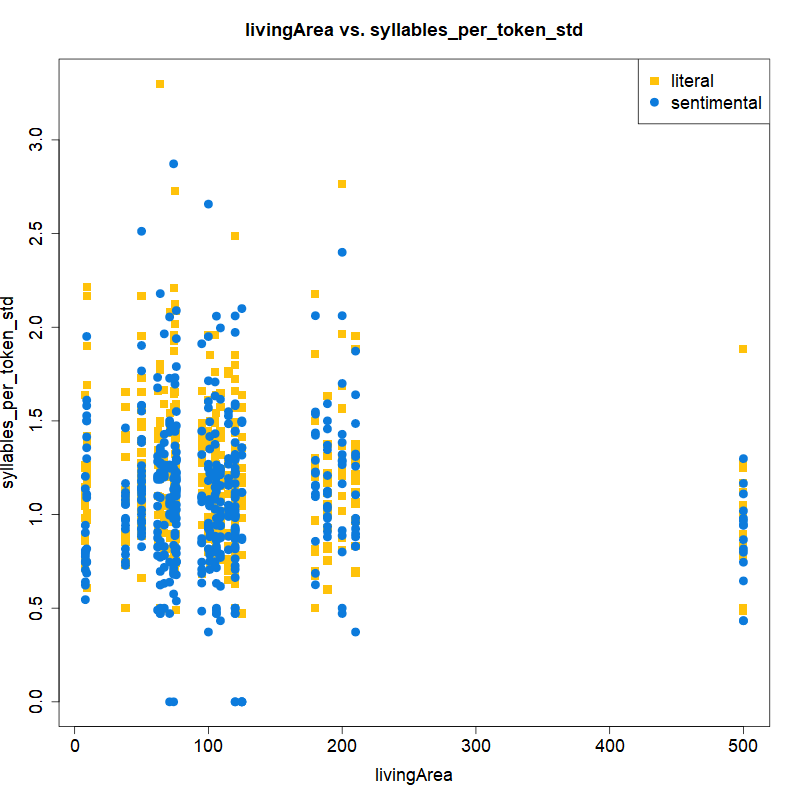 livingArea vs. syllables_per_token_std
literal
sentimental
syllables_per_token_std
3.0
2.5
2.0
1.5
1.0
0.5
0.0
0 100 200 300 400 500
livingArea